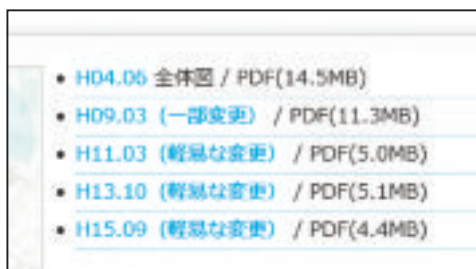 H04.06 全体図 / PDF(14.5MB)
H09.03 (一部変更) / PDF(11.3MB)
H11.03 (軽易な変更) / PDF(5.0MB)
H13.10 (軽易な変更) / PDF(5.1MB)
H15.09 (軽易な変更) / PDF(4.4MB)